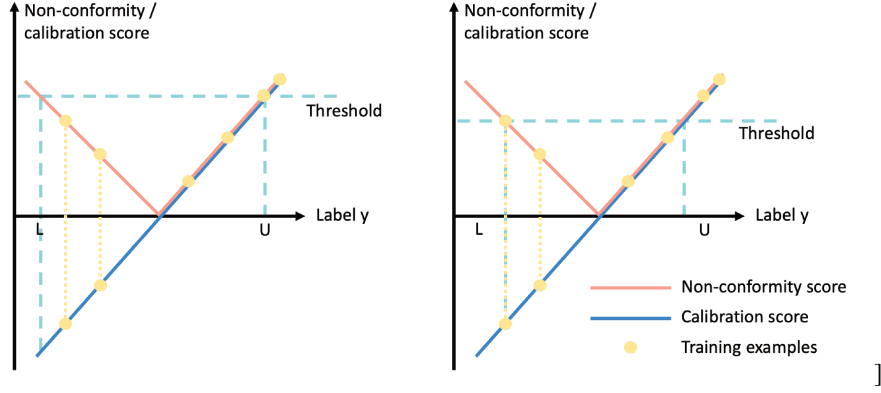 Non-conformity /
calibration score
Threshold
Label y
L
U
Non-conformity /
calibration score
Threshold
Label y
L
U
Non-conformity score
Calibration score
Training examples
]